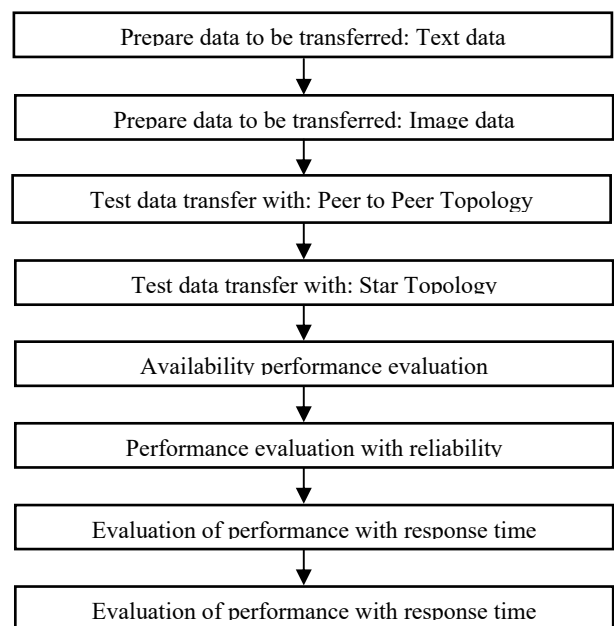 Prepare data to be transferred: Text data
Prepare data to be transferred: Image data
Test data transfer with: Peer to Peer Topology
Test data transfer with: Star Topology
Availability performance evaluation
Performance evaluation with reliability
Evaluation of performance with response time
Evaluation of performance with response time